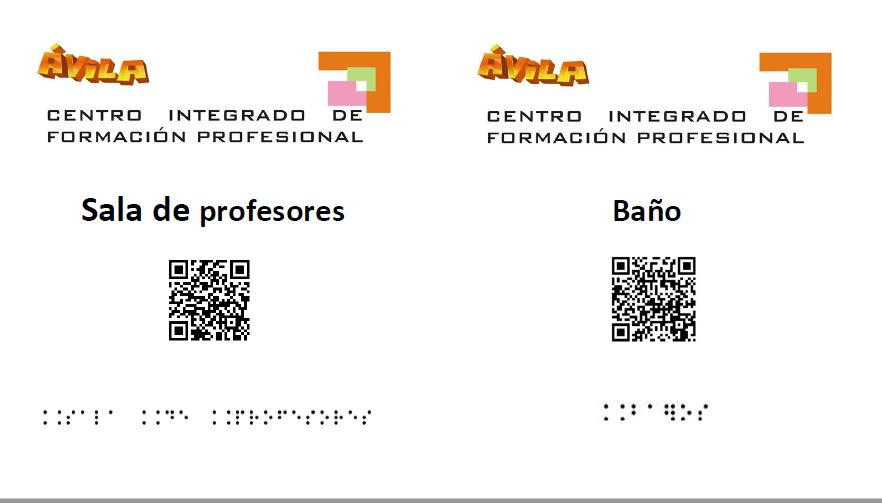 ÁViLA
CENTRO INTEGRADO DE
FORMACIÓN PROFESIONAL
Sala de profesores
ÁViLA
CENTRO INTEGRADO DE
FORMACIÓN PROFESIONAL
Baño